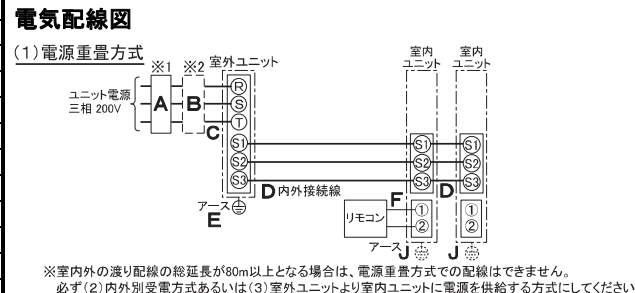 電気配線図
(1)電源重畳方式
※1 ※2 室外ユニット
室内
ユニット
室内
ユニット
ユニット電源
三相 200V
A B C
R
S
T
S1 S1 S1
S2 S2 S2
S3 S3 S3
D 内外接続線 D
アース
E
リモコン F ① ①
② ②
アース J J
※室内外の渡り配線の総延長が80m以上となる場合は、電源重畳方式での配線はできません。
必ず(2)内外別受電方式あるいは(3)室外ユニットより室内ユニットに電源を供給する方式にしてください